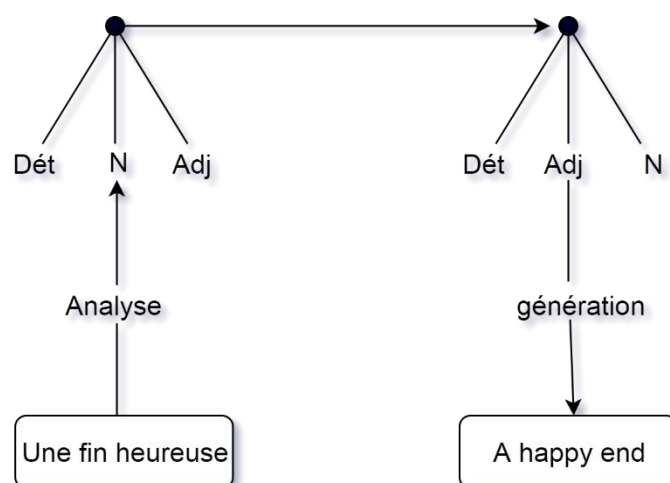 Dét N Adj
Dét Adj N
Analyse
génération
Une fin heureuse
A happy end